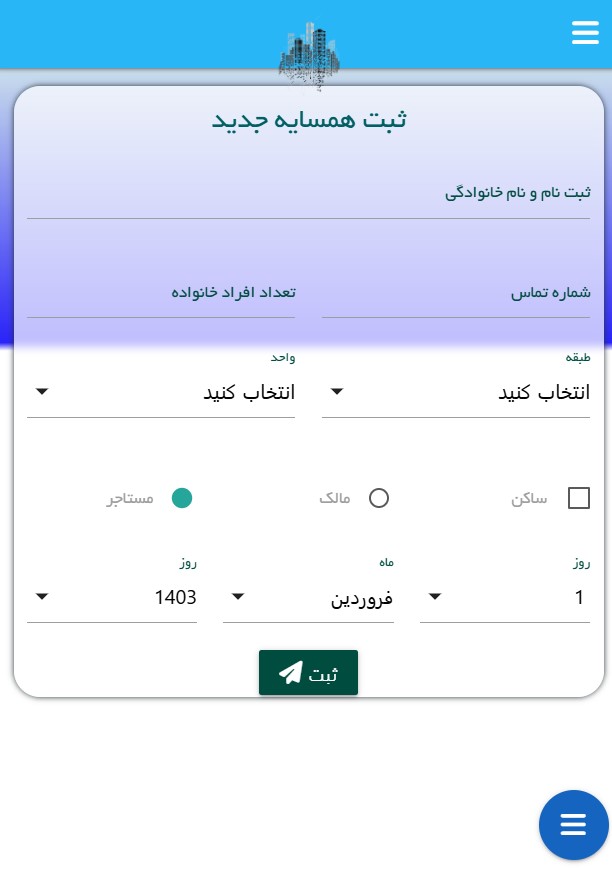 ثبت همسایه جدید
ثبت نام و نام خانوادگی
شماره تماس تعداد افراد خانواده
طبقه واحد
انتخاب کنید انتخاب کنید
ساکن مالک مستاجر
روز ماه روز
1 فروردین 1403
ثبت